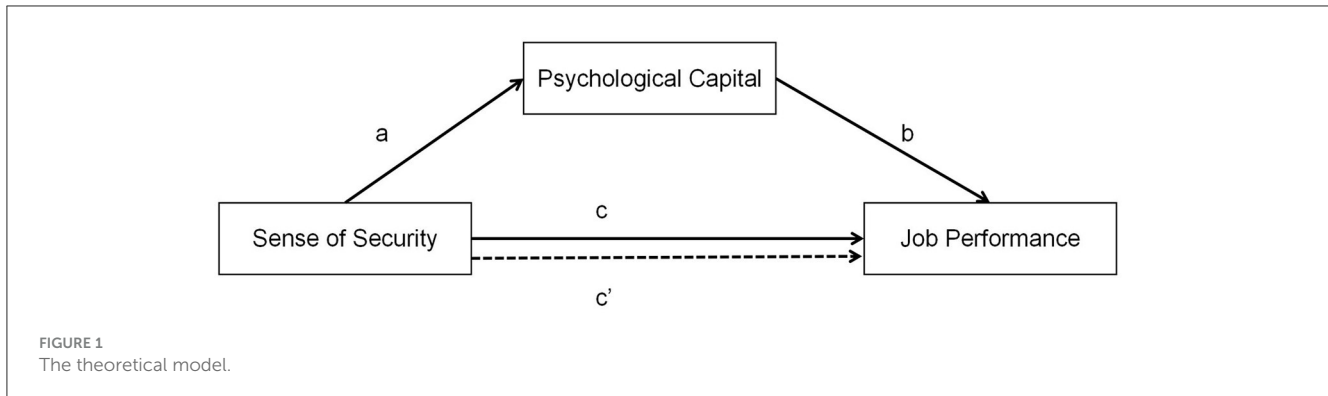 Psychological Capital
a
b
Sense of Security
c
Job Performance
c’
FIGURE 1
The theoretical model.